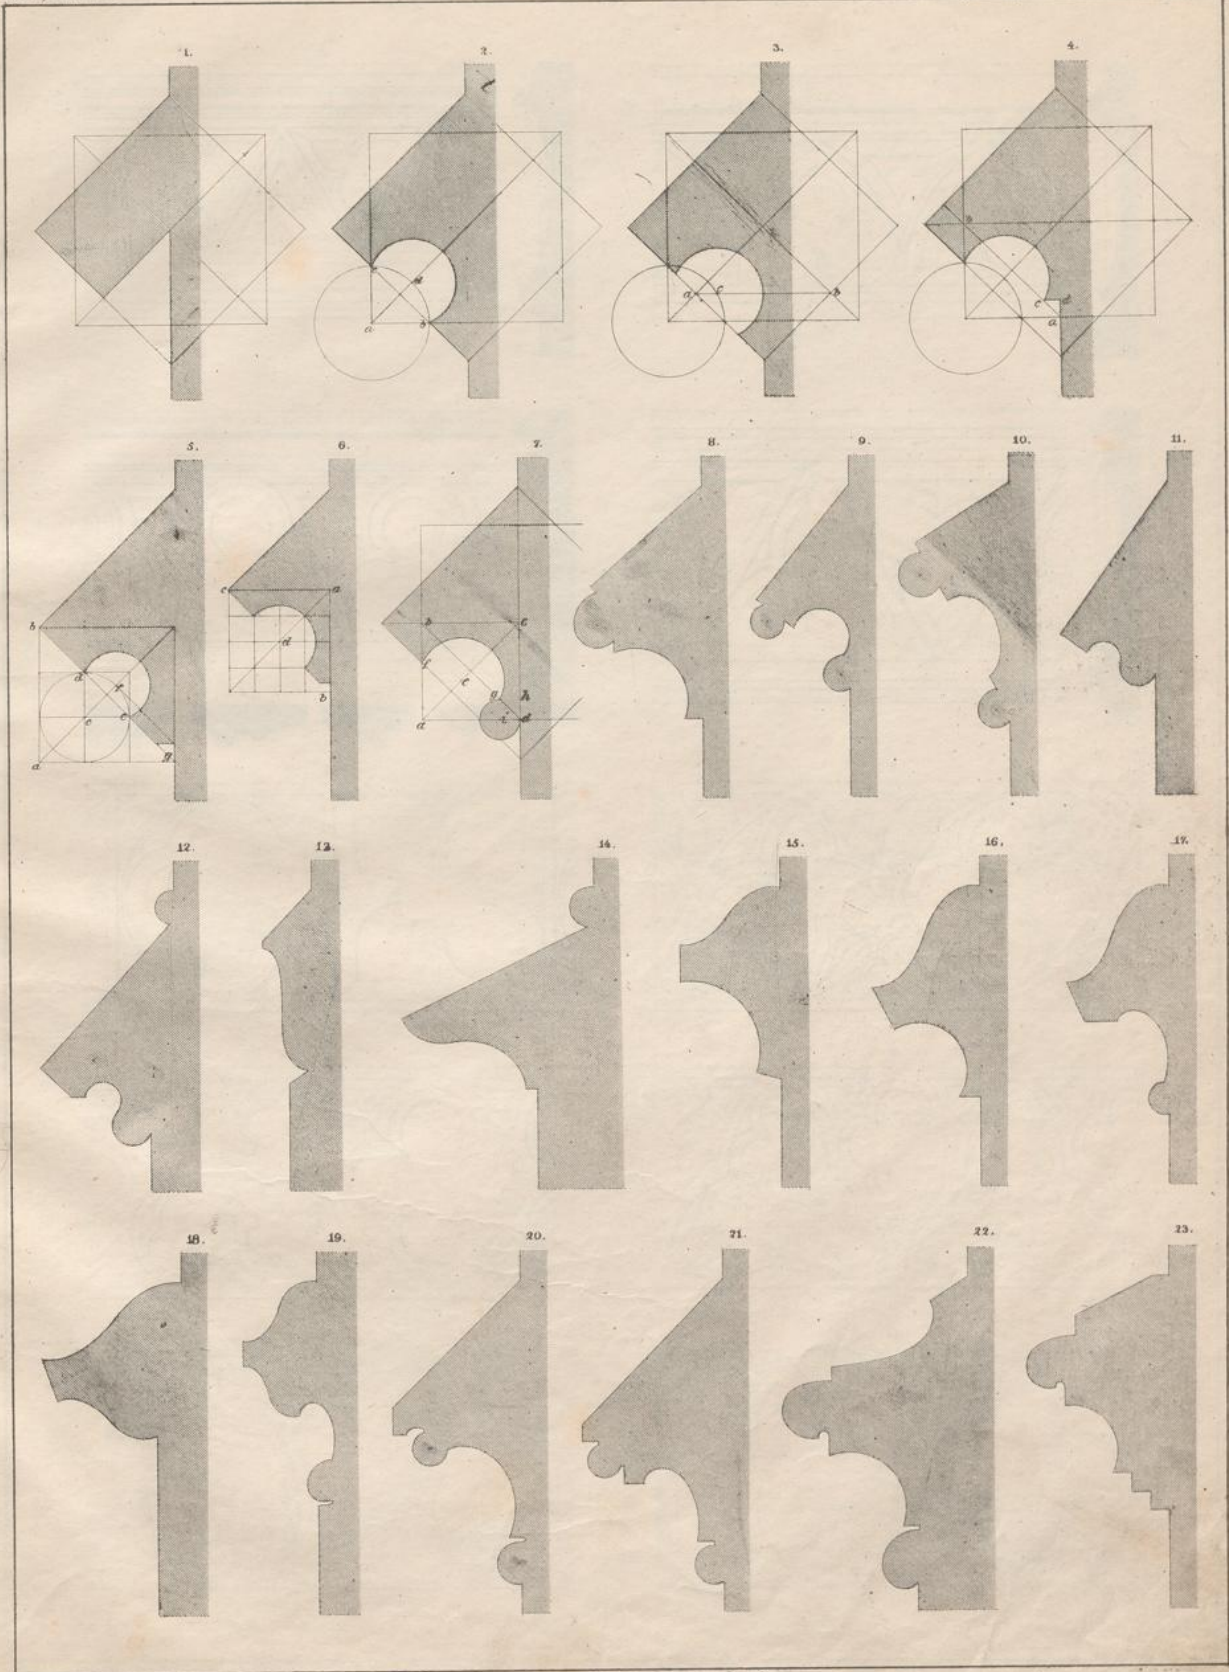 1. 2. 3. 4.
a b d
a c b
a c d
5. 6. 7. 8. 9. 10. 11.
b
d
f
c e
g
a
c a
d
b
b c
f
e
g h
a i d
12. 13. 14. 15. 16. 17.
18. 19. 20. 21. 22. 23.